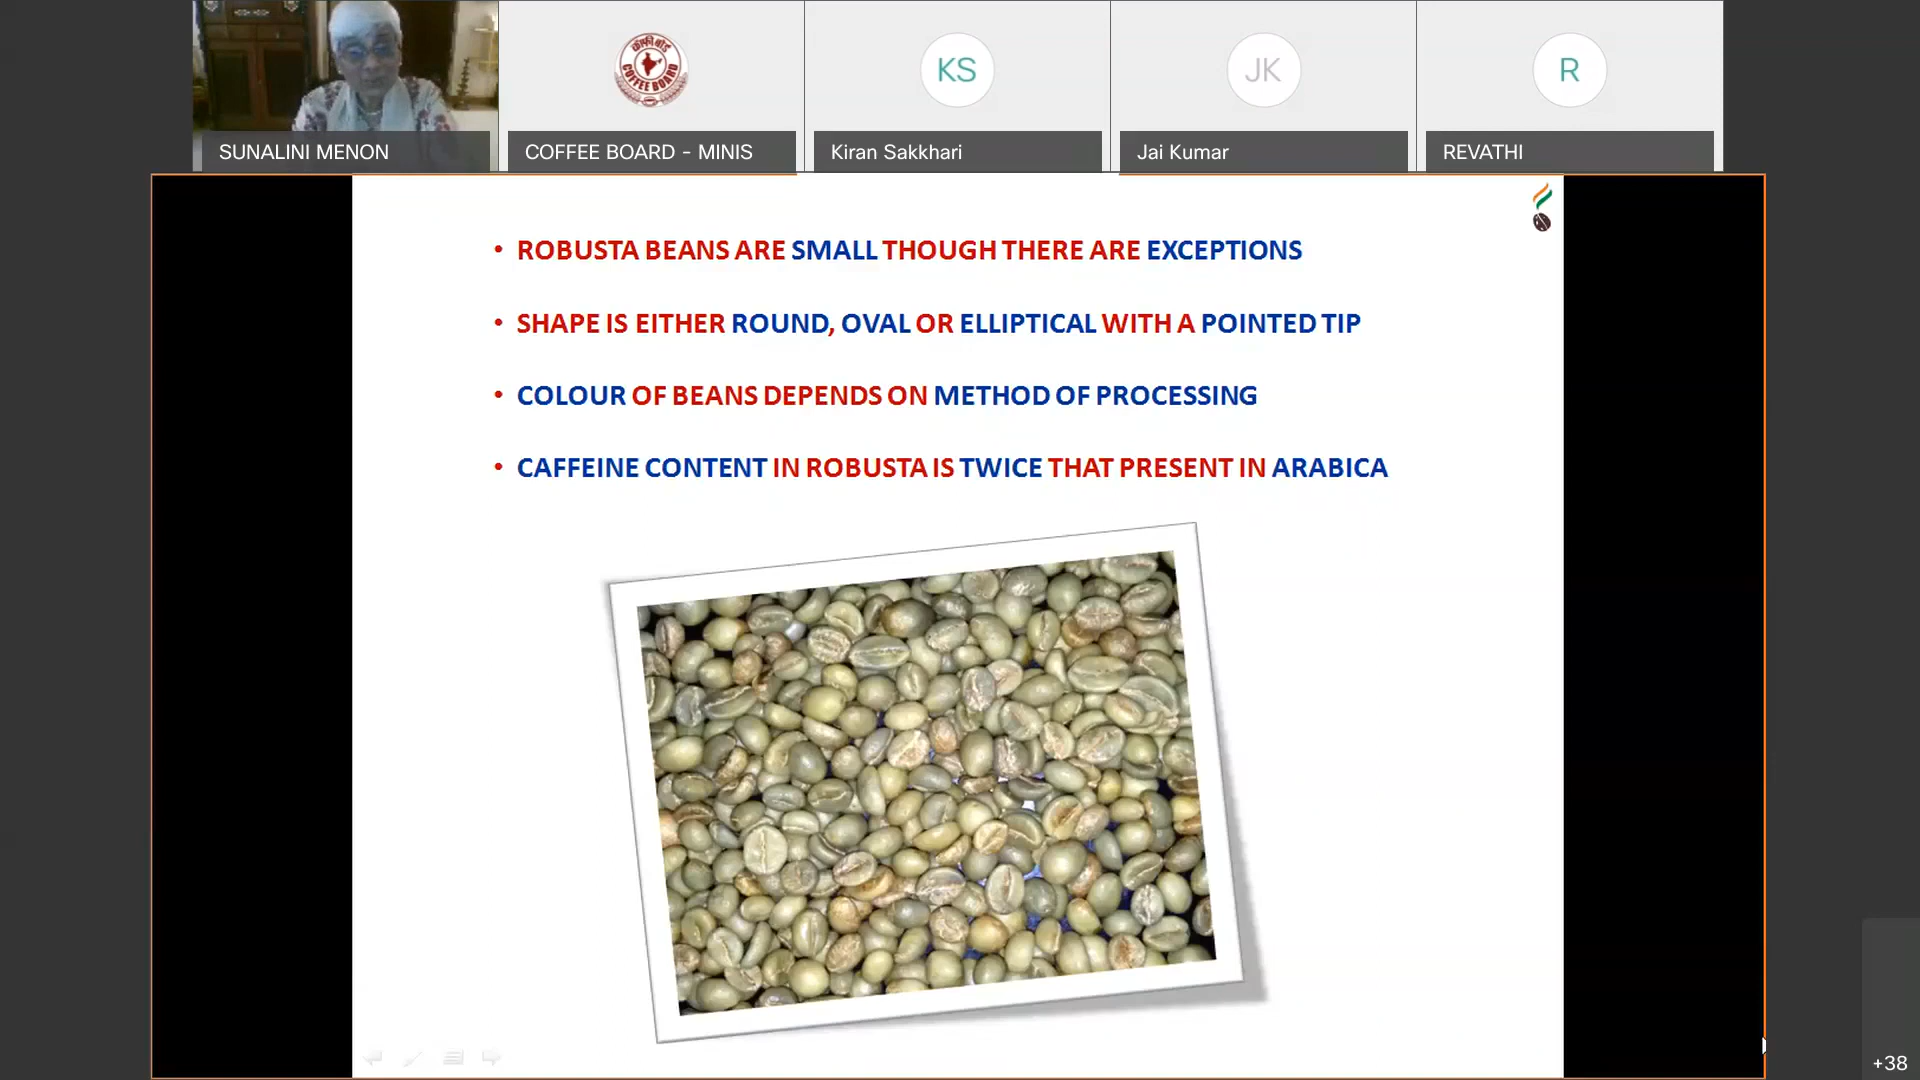 कॉफी बोर्ड
COFFEE BOARD
KS
JK
R
SUNALINI MENON
COFFEE BOARD - MINIS
Kiran Sakkhari
Jai Kumar
REVATHI
• ROBUSTA BEANS ARE SMALL THOUGH THERE ARE EXCEPTIONS
• SHAPE IS EITHER ROUND, OVAL OR ELLIPTICAL WITH A POINTED TIP
• COLOUR OF BEANS DEPENDS ON METHOD OF PROCESSING
• CAFFEINE CONTENT IN ROBUSTA IS TWICE THAT PRESENT IN ARABICA
+38